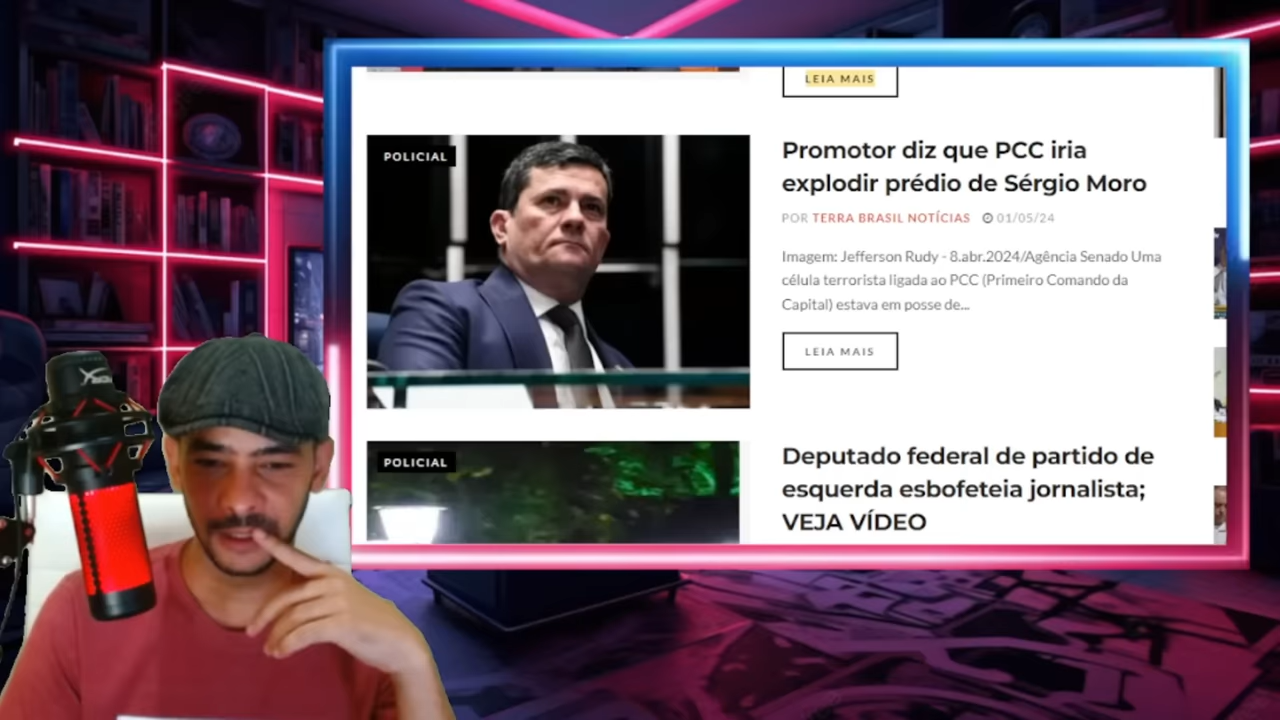 LEIA MAIS
POLICIAL
Promotor diz que PCC iria
explodir prédio de Sérgio Moro
POR TERRA BRASIL NOTÍCIAS 01/05/24
Imagem: Jefferson Rudy - 8.abr.2024/Agência Senado Uma
célula terrorista ligada ao PCC (Primeiro Comando da
Capital) estava em posse de...
LEIA MAIS
POLICIAL
Deputado federal de partido de
esquerda esbofeteia jornalista;
VEJA VÍDEO